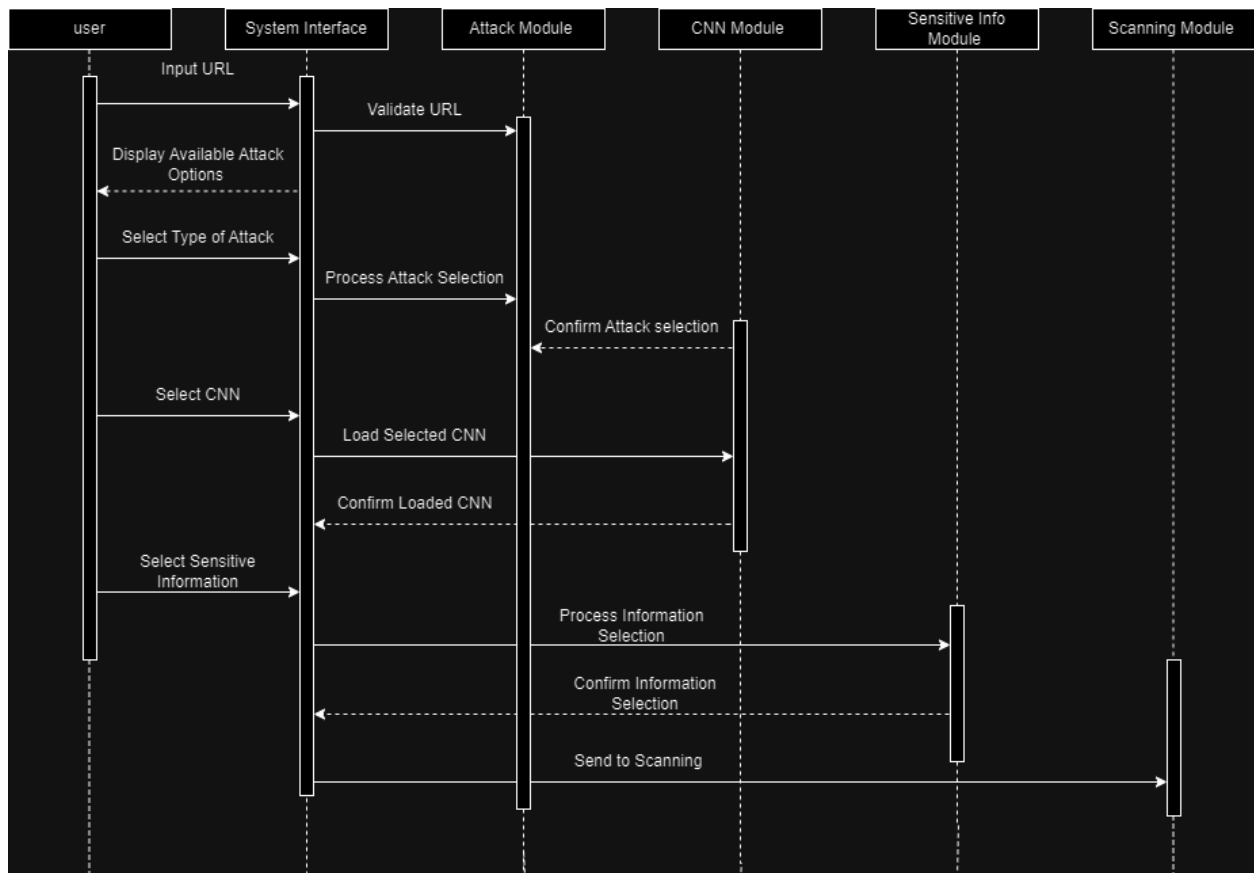 user
System Interface
Attack Module
CNN Module
Sensitive Info
Module
Scanning Module
Input URL
Validate URL
Display Available Attack
Options
Select Type of Attack
Process Attack Selection
Confirm Attack selection
Select CNN
Load Selected CNN
Confirm Loaded CNN
Select Sensitive
Information
Process Information
Selection
Confirm Information
Selection
Send to Scanning